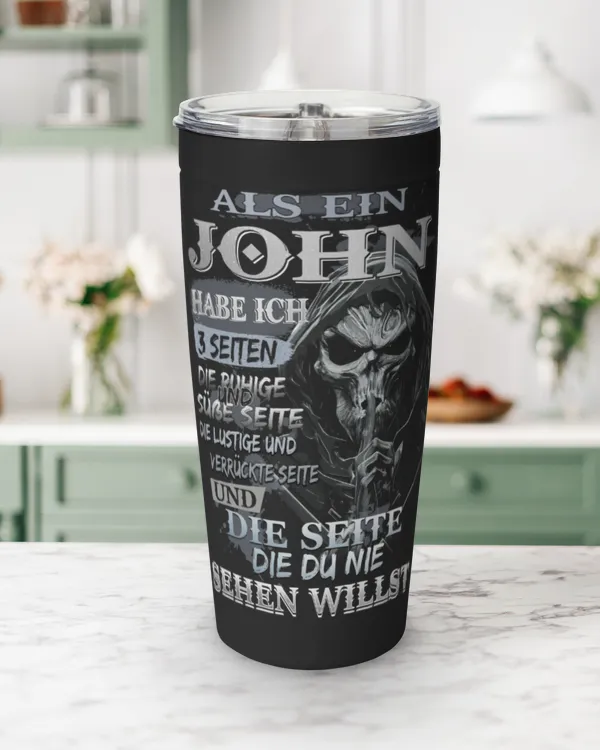 ALS EIN
JOHN
HABE ICH
3 SEITEN
DIE RUHIGE
UND
SÜßE SEITE
DIE LUSTIGE UND
VERRÜCKTE SEITE
UND
DIE SEITE
DIE DU NIE
SEHEN WILLST